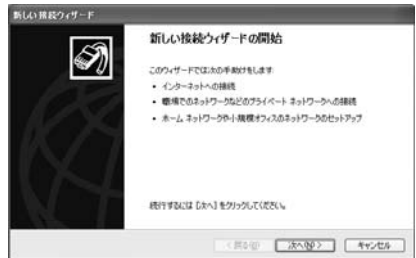 新しい接続ウィザード
新しい接続ウィザードの開始
このウィザードでは次の手助けをします:
• インターネットへの接続
• 職場でのネットワークなどのプライベート ネットワークへの接続
• ホーム ネットワークや小規模オフィスのネットワークのセットアップ
続行するには [次へ] をクリックしてください。
< 戻る(B)
次へ(N) >
キャンセル